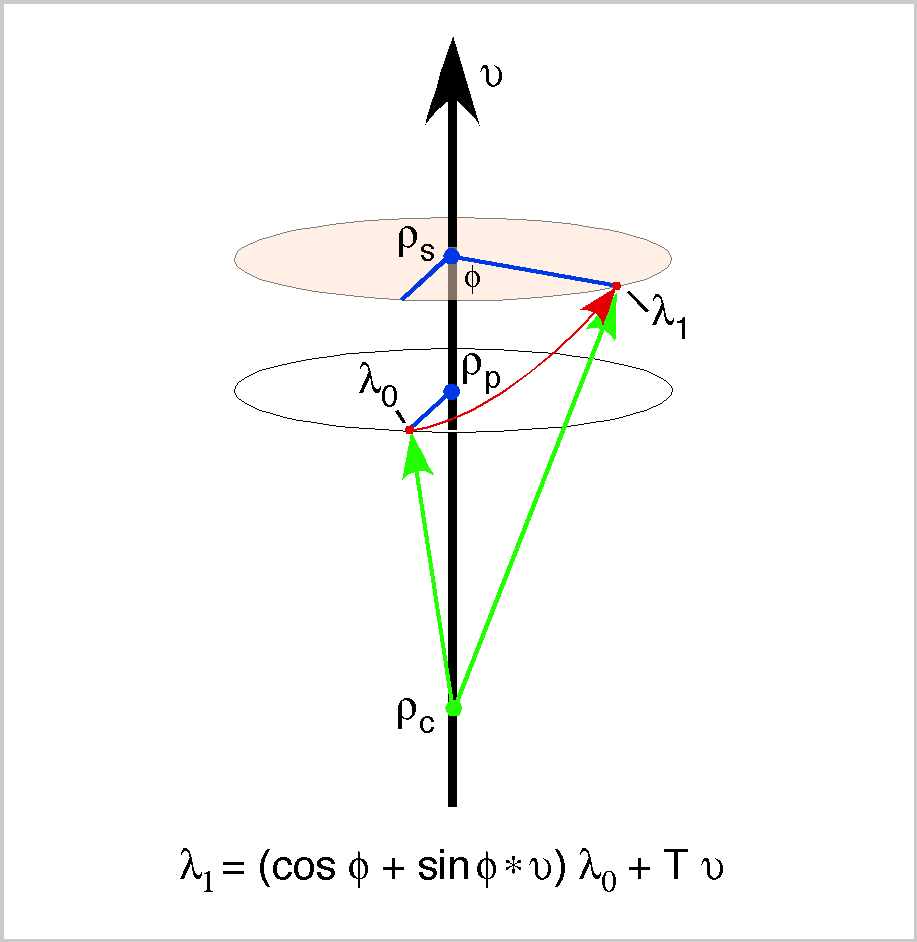 υ
ρs
ϕ
λ1
ρp
λ0
ρc
λ1 = (cos ϕ + sin ϕ * υ) λ0 + T υ